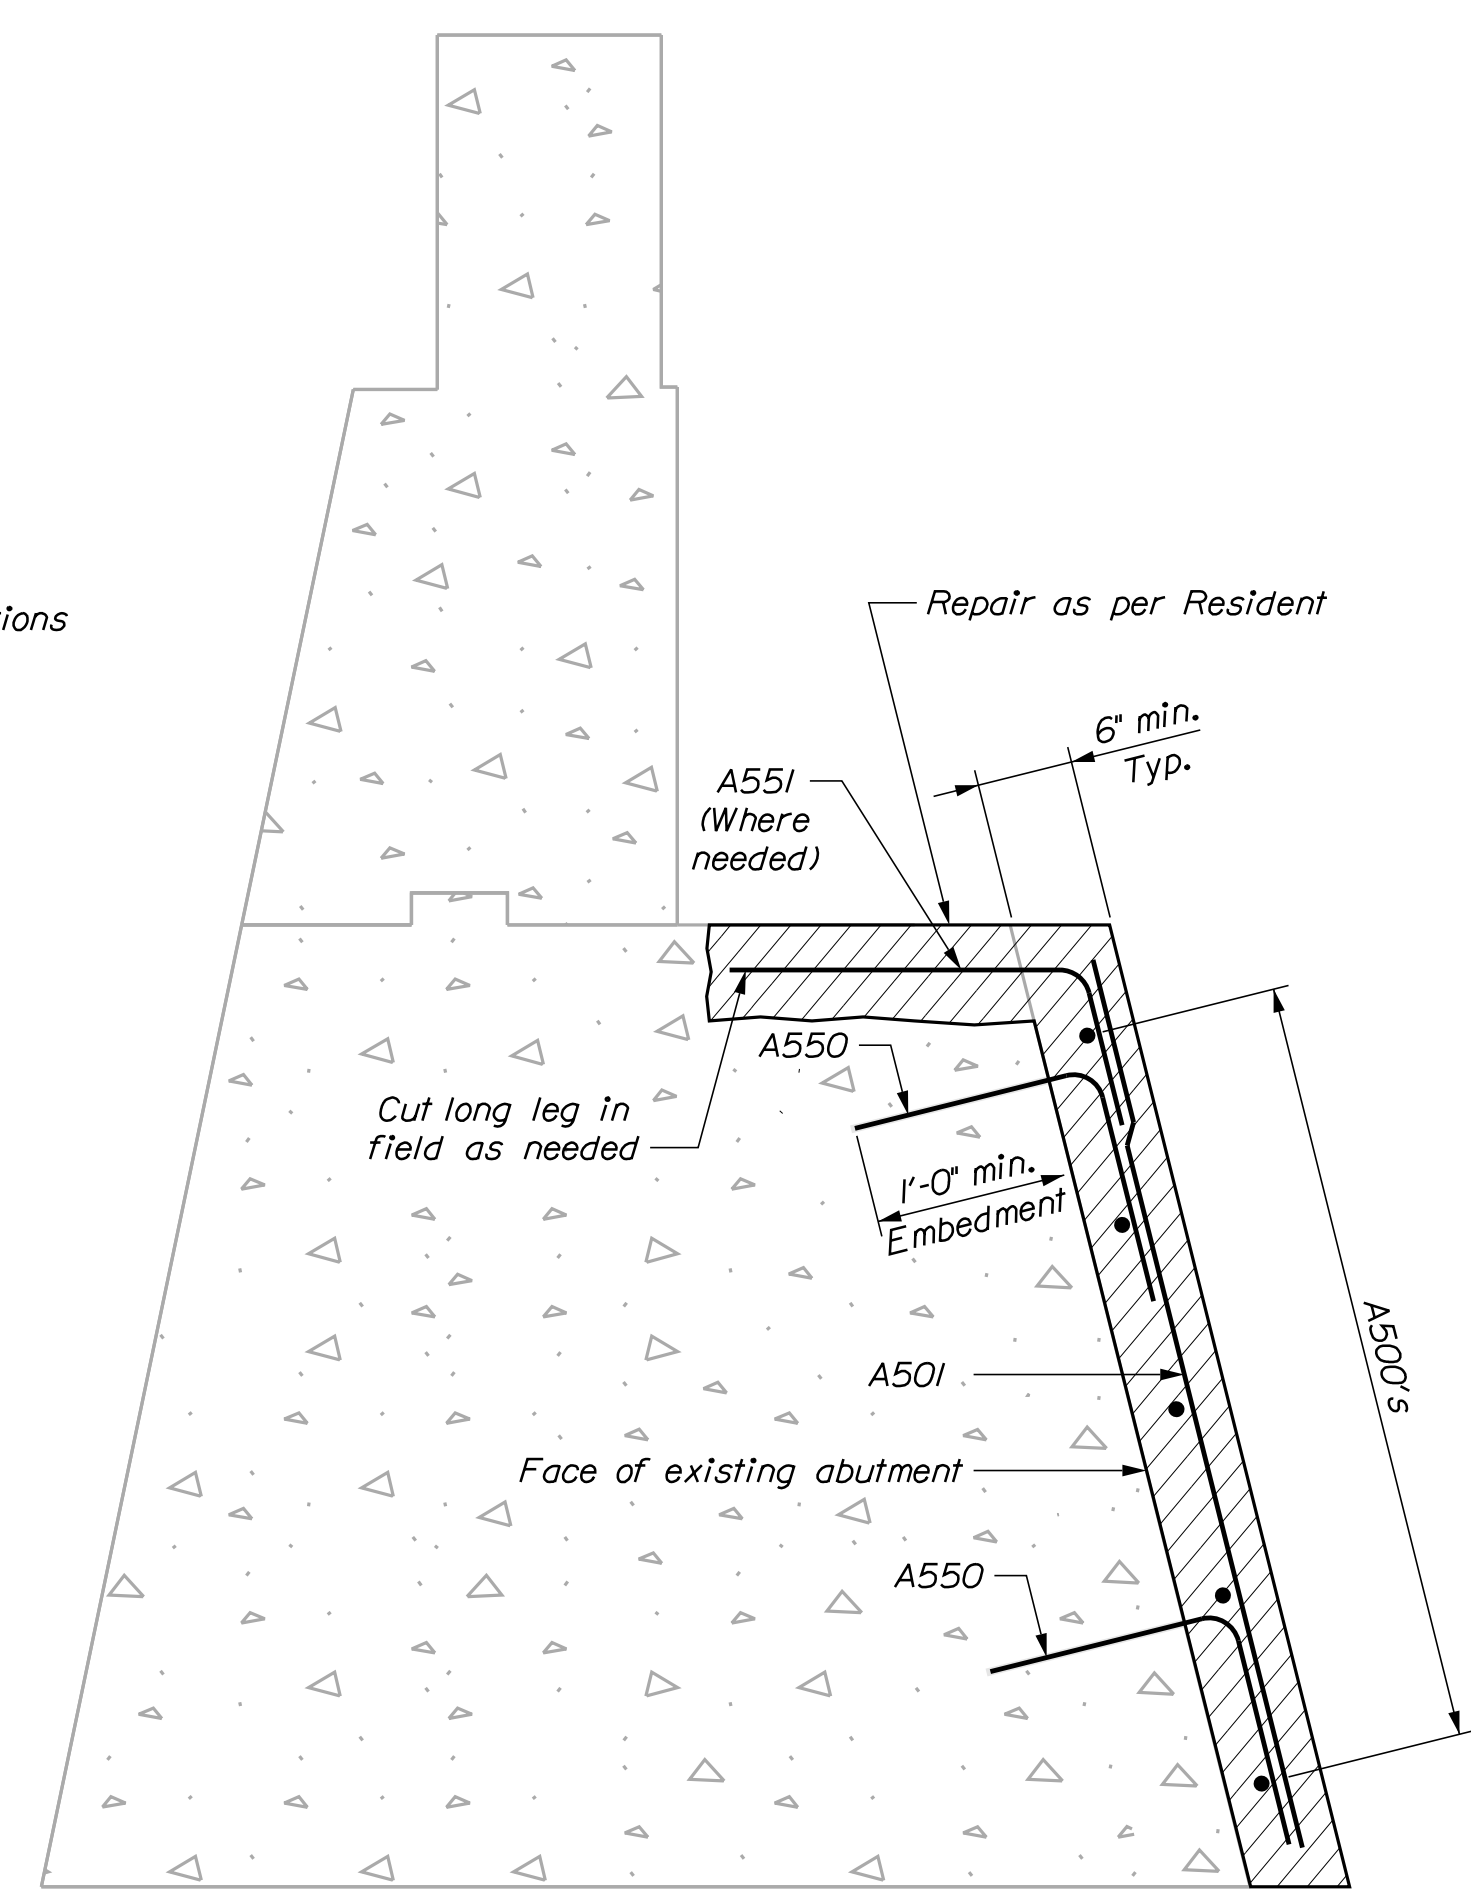 Repair as per Resident
6" min.
Typ.
A551
(Where
needed)
A550
Cut long leg in
field as needed
1'-0" min.
Embedment
A500's
A501
Face of existing abutment
A550